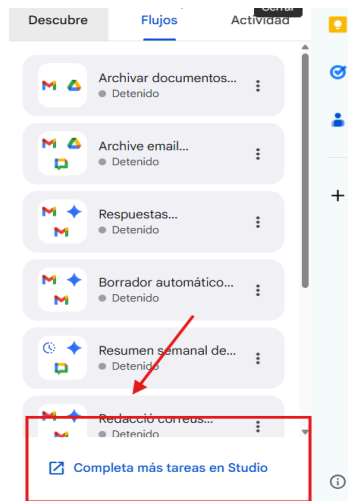 Cerrar
Descubre Flujos Actividad
Archivar documentos...
Detenido
Archive email...
Detenido
Respuestas...
Detenido
Borrador automático...
Detenido
Resumen semanal de...
Detenido
Redacció correus...
Detenido
Completa más tareas en Studio